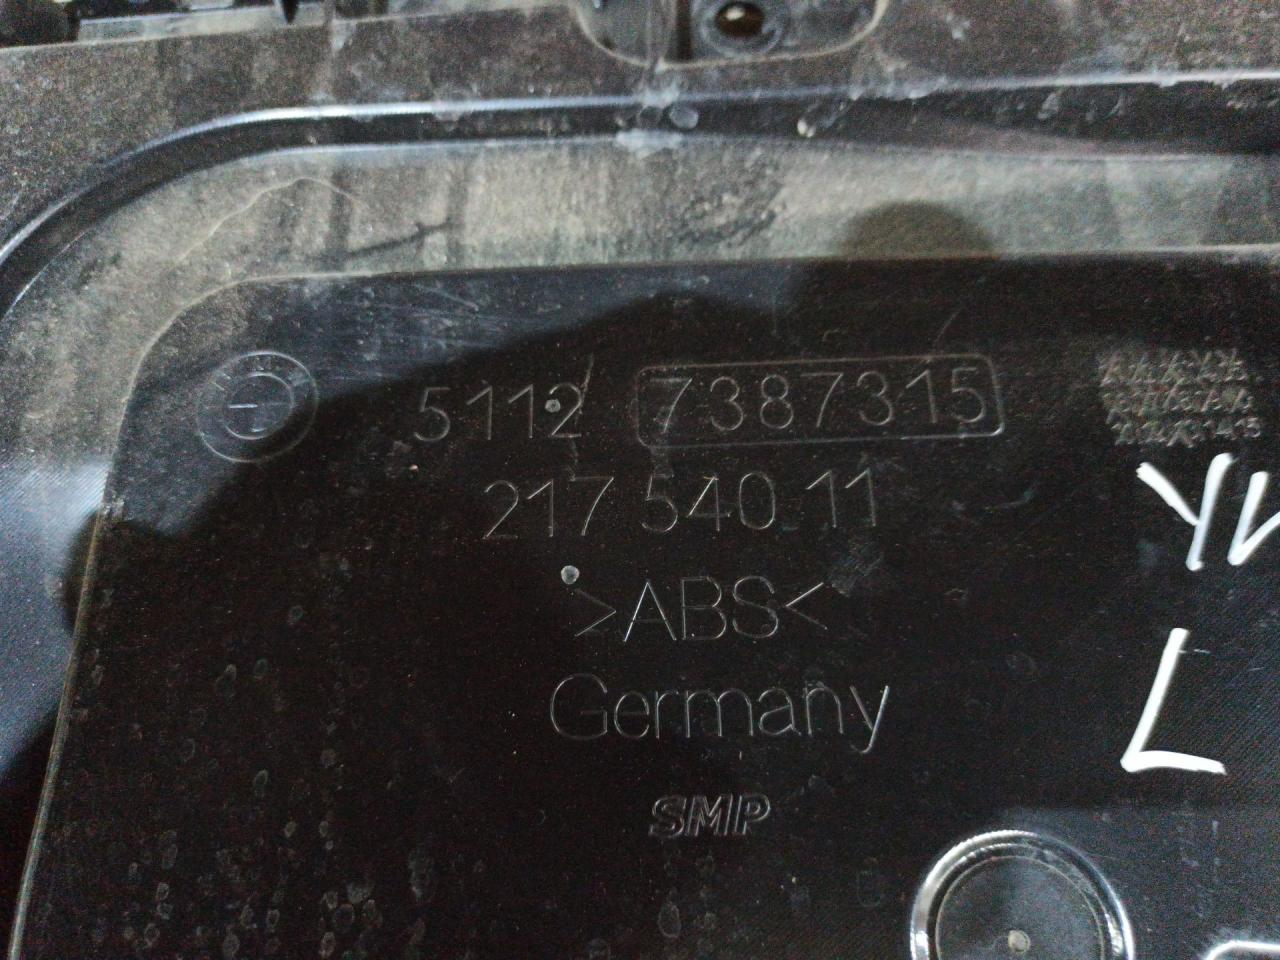 5112 7387315
217 540 11
>ABS<
Germany
SMP
L